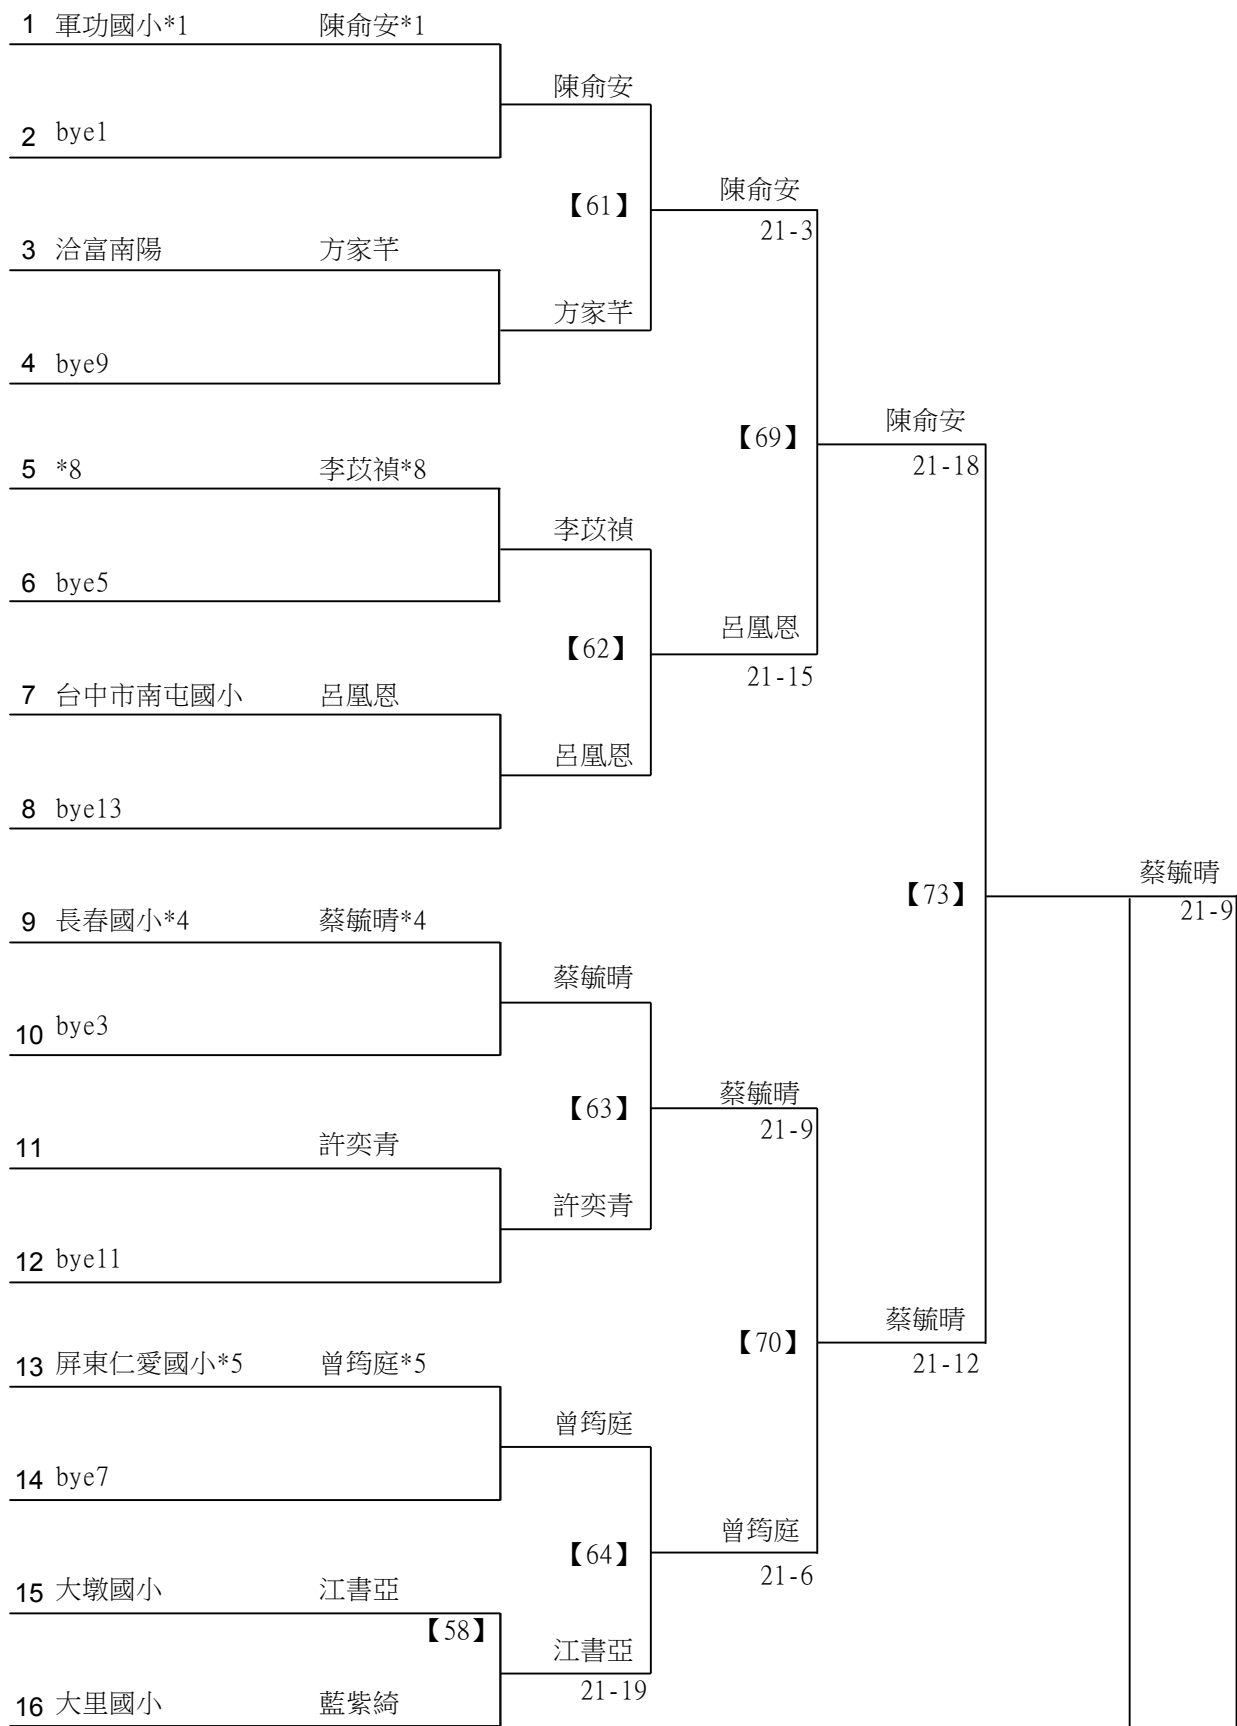 1 軍功國小*1 陳俞安*1
陳俞安
2 bye1
陳俞安
【61】
21-3
3 洽富南陽 方家芊
方家芊
4 bye9
陳俞安
【69】
21-18
5 *8 李苡禎*8
李苡禎
6 bye5
呂凰恩
【62】
21-15
7 台中市南屯國小 呂凰恩
呂凰恩
8 bye13
蔡毓晴
【73】
21-9
9 長春國小*4 蔡毓晴*4
蔡毓晴
10 bye3
蔡毓晴
【63】
21-9
11 許奕青
許奕青
12 bye11
蔡毓晴
【70】
21-12
13 屏東仁愛國小*5 曾筠庭*5
曾筠庭
14 bye7
曾筠庭
【64】
21-6
15 大墩國小 江書亞
【58】
江書亞
21-19
16 大里國小 藍紫綺